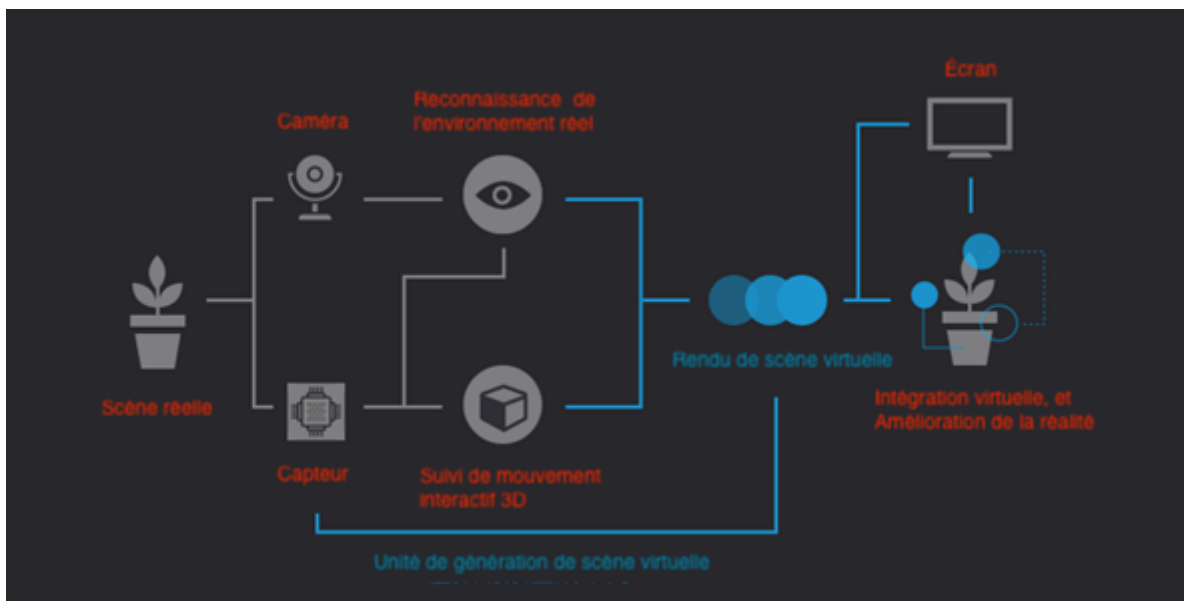 Écran
Reconnaissance de
l'environnement réel
Caméra
Rendu de scène virtuelle
Scène réelle
Intégration virtuelle, et
Amélioration de la réalité
Capteur
Suivi de mouvement
interactif 3D
Unité de génération de scène virtuelle